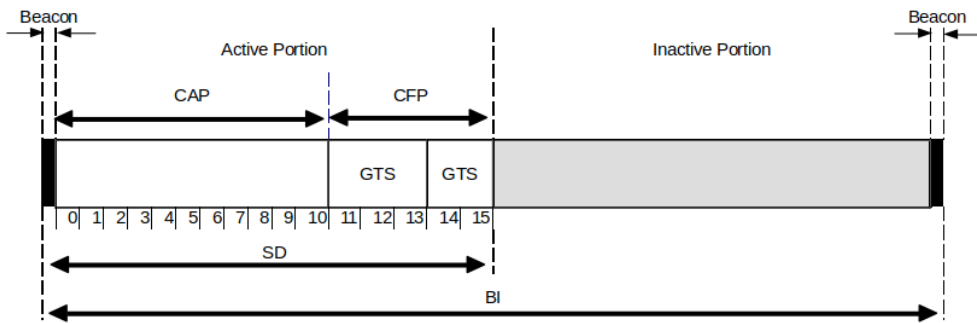 Beacon Beacon
Active Portion Inactive Portion
CAP CFP
GTS GTS
0 1 2 3 4 5 6 7 8 9 10 11 12 13 14 15
SD
BI